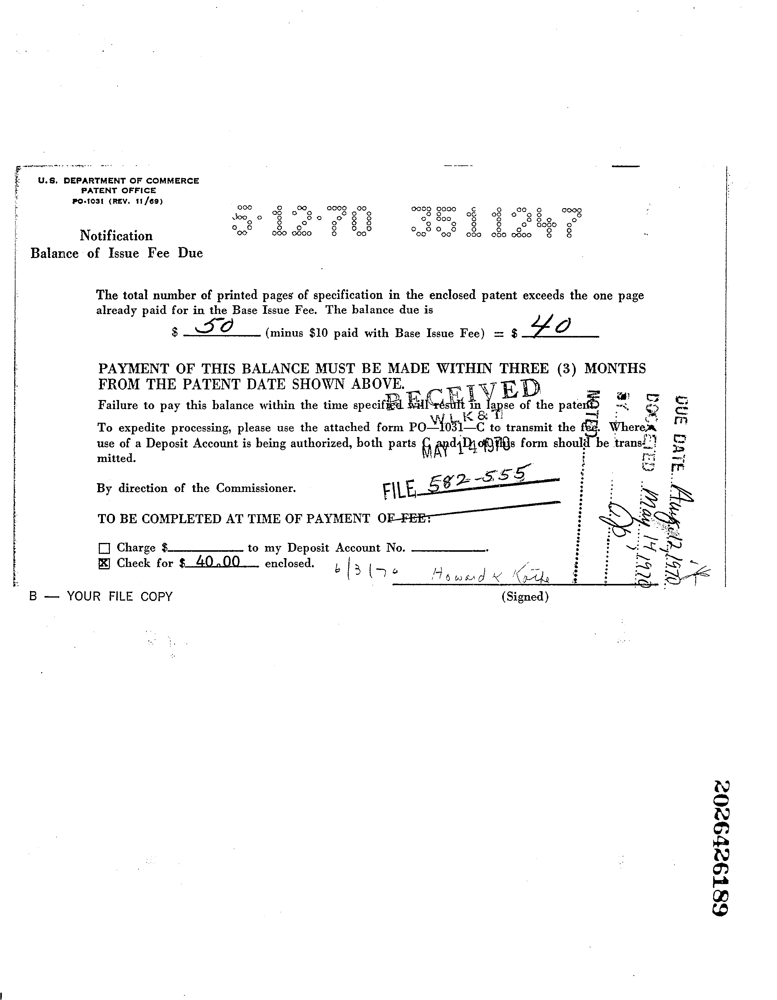 U.S. DEPARTMENT OF COMMERCE
PATENT OFFICE
PO-1031 (REV. 11/69)
5-12-70 3511247
Notification
Balance of Issue Fee Due
The total number of printed pages of specification in the enclosed patent exceeds the one page
already paid for in the Base Issue Fee. The balance due is
$ 50 (minus $10 paid with Base Issue Fee) = $ 40
PAYMENT OF THIS BALANCE MUST BE MADE WITHIN THREE (3) MONTHS
FROM THE PATENT DATE SHOWN ABOVE.
RECEIVED
Failure to pay this balance within the time specified will result in lapse of the patent.
W L K & T
To expedite processing, please use the attached form PO—1031—C to transmit the fee. Where
use of a Deposit Account is being authorized, both parts C and D of this form should be trans-
MAY 14 1970
mitted.
By direction of the Commissioner.
FILE 582-555
TO BE COMPLETED AT TIME OF PAYMENT OF FEE:
Charge $ to my Deposit Account No. .
☒ Check for $ 40.00 enclosed. 6/3/70
(Signed)
B — YOUR FILE COPY
NOTED
BY
DOCKETED May 14 1970
DUE DATE Aug. 12, 1970
2026426189